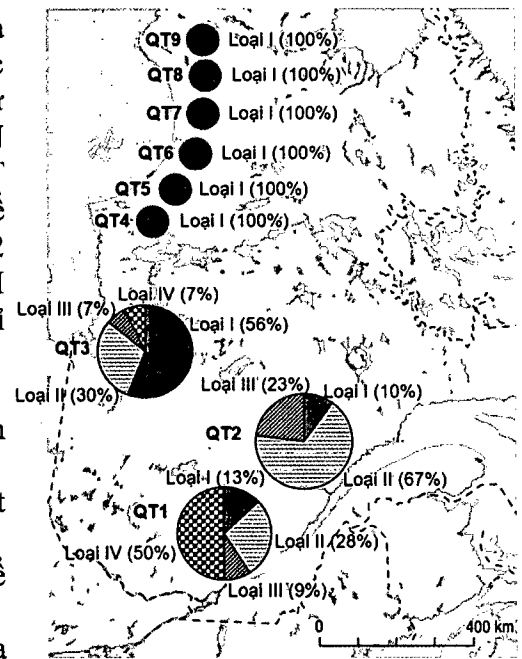 QT9 Loại I (100%)
QT8 Loại I (100%)
QT7 Loại I (100%)
QT6 Loại I (100%)
QT5 Loại I (100%)
QT4 Loại I (100%)
Loại IV (7%)
Loại III (7%)
Loại I (56%)
QT3
Loại II (30%)
Loại III (23%)
Loại I (10%)
QT2
Loại II (67%)
Loại I (13%)
QT1
Loại IV (50%)
Loại II (28%)
Loại III (9%)
0 400 km